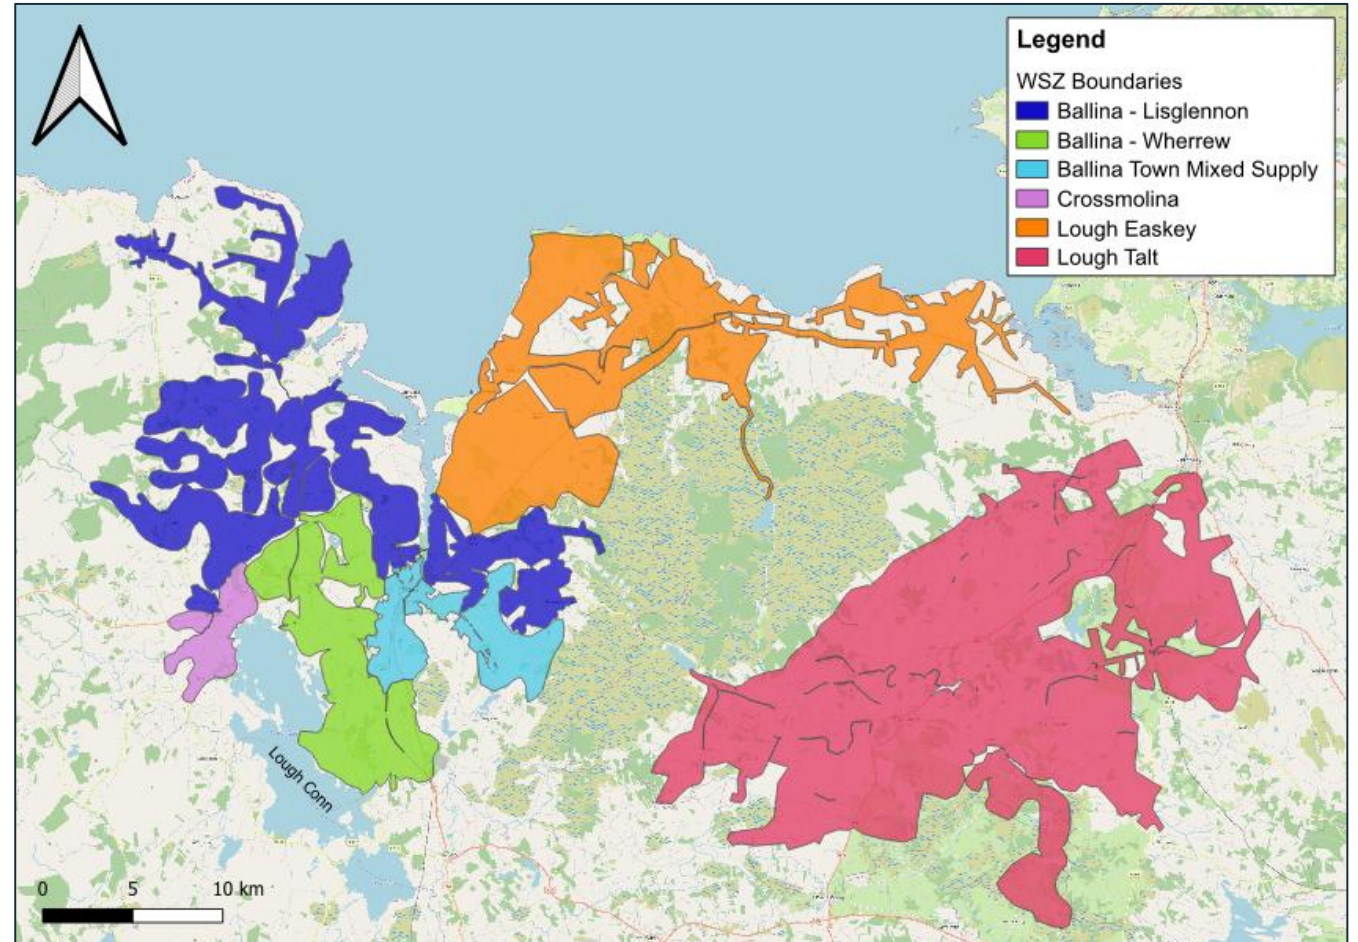 Legend
WSZ Boundaries
Ballina - Lisglennon
Ballina - Wherrew
Ballina Town Mixed Supply
Crossmolina
Lough Easkey
Lough Talt
Lough Conn
0 5 10 km